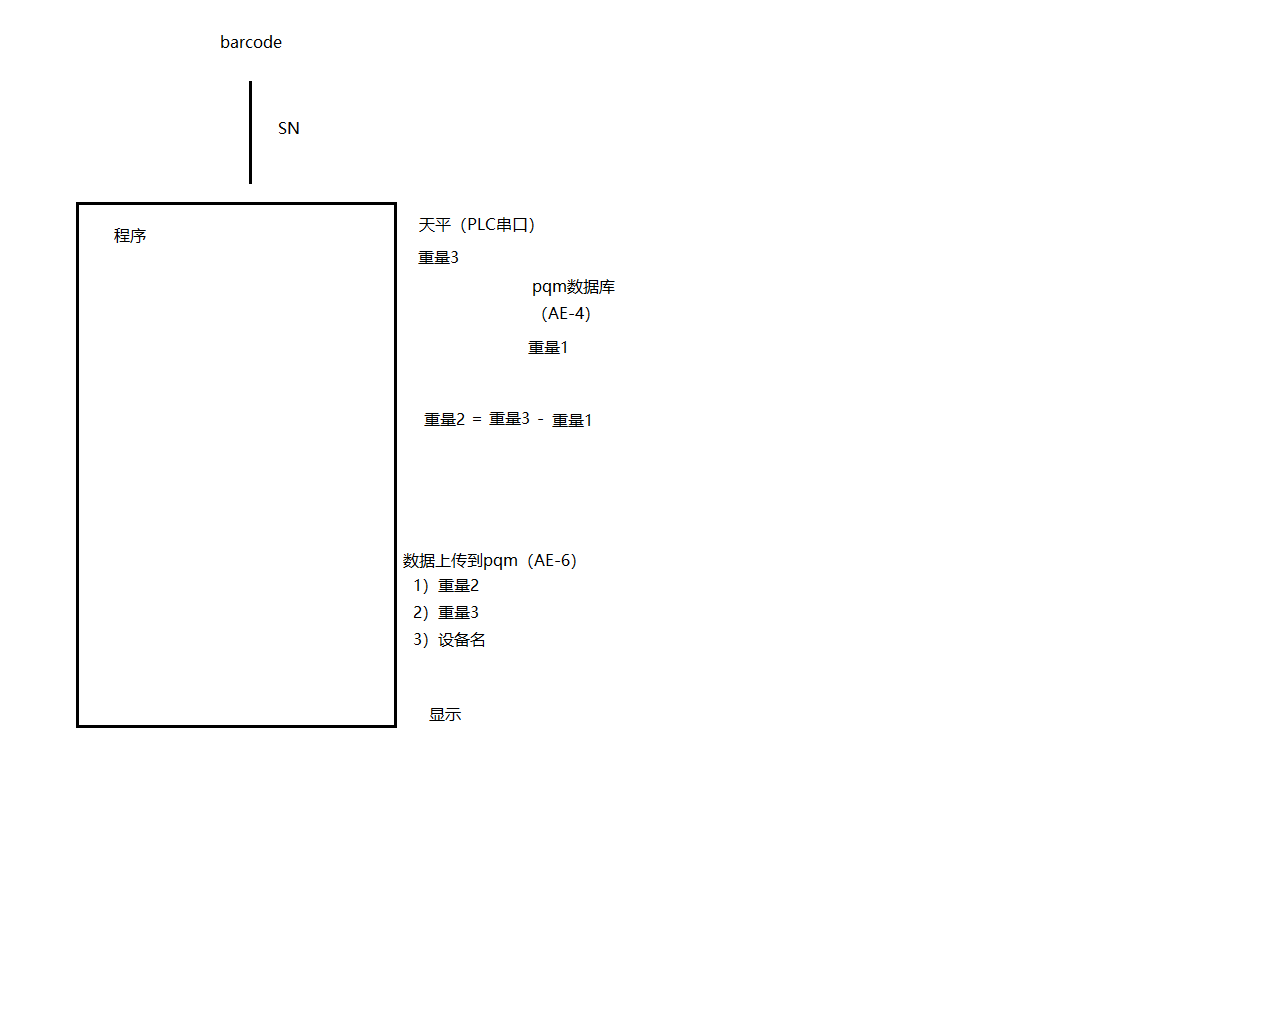 barcode
SN
程序
天平（PLC串口）
重量3
pqm数据库
（AE-4）
重量1
重量2 = 重量3 - 重量1
数据上传到pqm（AE-6）
1）重量2
2）重量3
3）设备名
显示